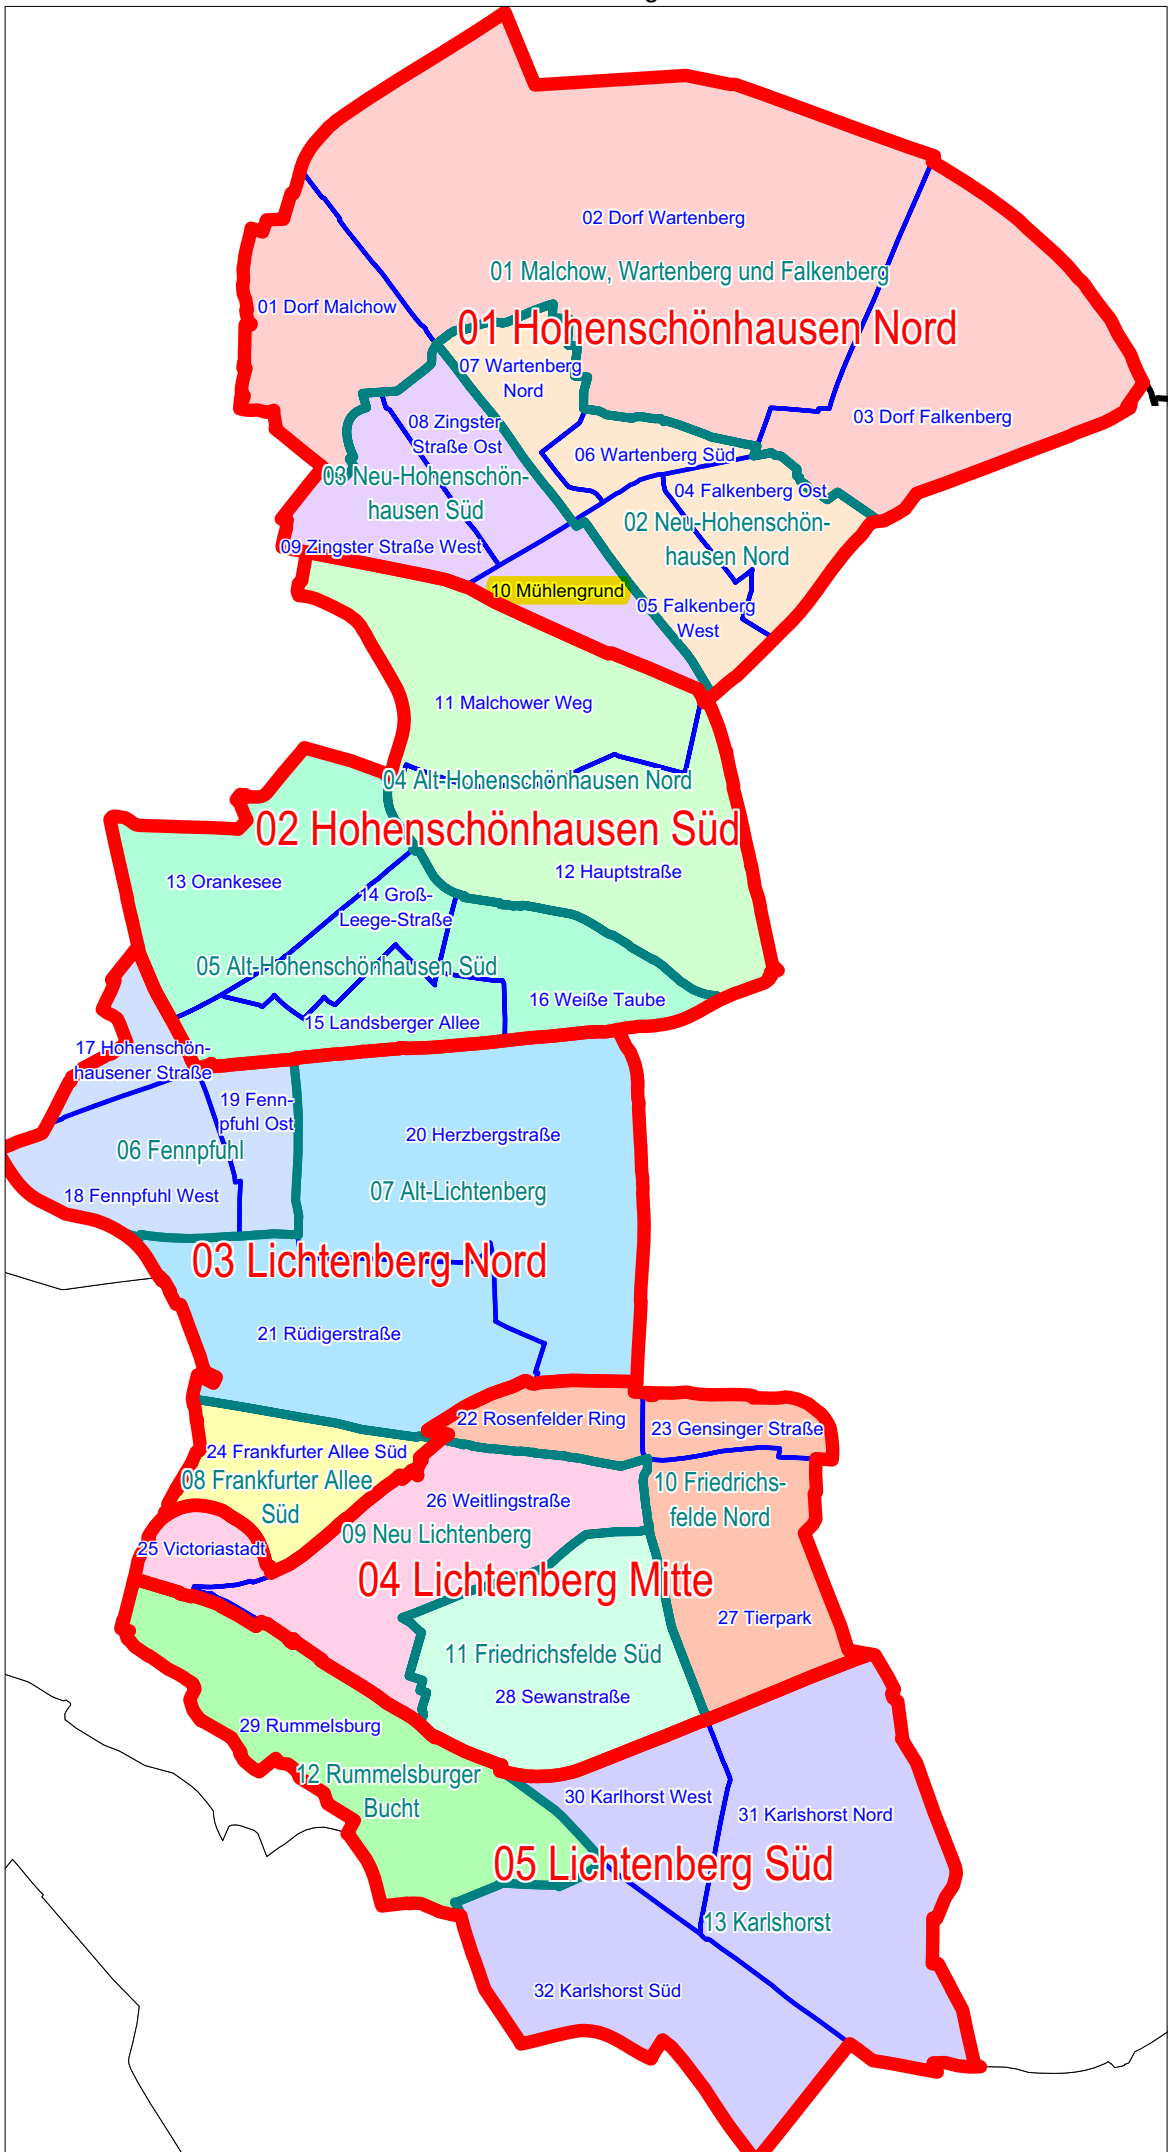 02 Dorf Wartenberg
01 Malchow, Wartenberg und Falkenberg
01 Dorf Malchow
01 Hohenschönhausen Nord
07 Wartenberg
Nord
03 Dorf Falkenberg
08 Zingster
Straße Ost
06 Wartenberg Süd
03 Neu-Hohenschön-
hausen Süd
04 Falkenberg Ost
02 Neu-Hohenschön-
hausen Nord
09 Zingster Straße West
10 Mühlengrund
05 Falkenberg
West
11 Malchower Weg
04 Alt-Hohenschönhausen Nord
02 Hohenschönhausen Süd
12 Hauptstraße
13 Orankesee
14 Groß-
Leege-Straße
05 Alt-Hohenschönhausen Süd
16 Weiße Taube
15 Landsberger Allee
17 Hohenschön-
hausener Straße
19 Fenn-
pfuhl Ost
20 Herzbergstraße
06 Fennpfuhl
18 Fennpfuhl West
07 Alt-Lichtenberg
03 Lichtenberg Nord
21 Rüdigerstraße
22 Rosenfelder Ring
23 Gensinger Straße
24 Frankfurter Allee Süd
08 Frankfurter Allee
Süd
10 Friedrichs-
felde Nord
26 Weitlingstraße
09 Neu Lichtenberg
25 Victoriastadt
04 Lichtenberg Mitte
27 Tierpark
11 Friedrichsfelde Süd
28 Sewanstraße
29 Rummelsburg
12 Rummelsburger
Bucht
30 Karlhorst West
31 Karlshorst Nord
05 Lichtenberg Süd
13 Karlshorst
32 Karlshorst Süd